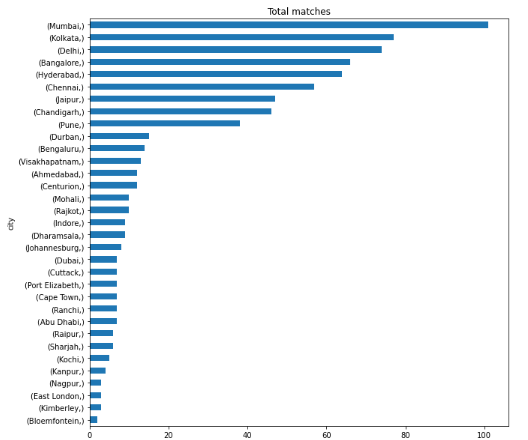 Total matches
(Mumbai,)
(Kolkata,)
(Delhi,)
(Bangalore,)
(Hyderabad,)
(Chennai,)
(Jaipur,)
(Chandigarh,)
(Pune,)
(Durban,)
(Bengaluru,)
(Visakhapatnam,)
(Ahmedabad,)
(Centurion,)
(Mohali,)
(Rajkot,)
(Indore,)
(Dharamsala,)
(Johannesburg,)
(Dubai,)
(Cuttack,)
(Port Elizabeth,)
(Cape Town,)
(Ranchi,)
(Abu Dhabi,)
(Raipur,)
(Sharjah,)
(Kochi,)
(Kanpur,)
(Nagpur,)
(East London,)
(Kimberley,)
(Bloemfontein,)
city
0 20 40 60 80 100